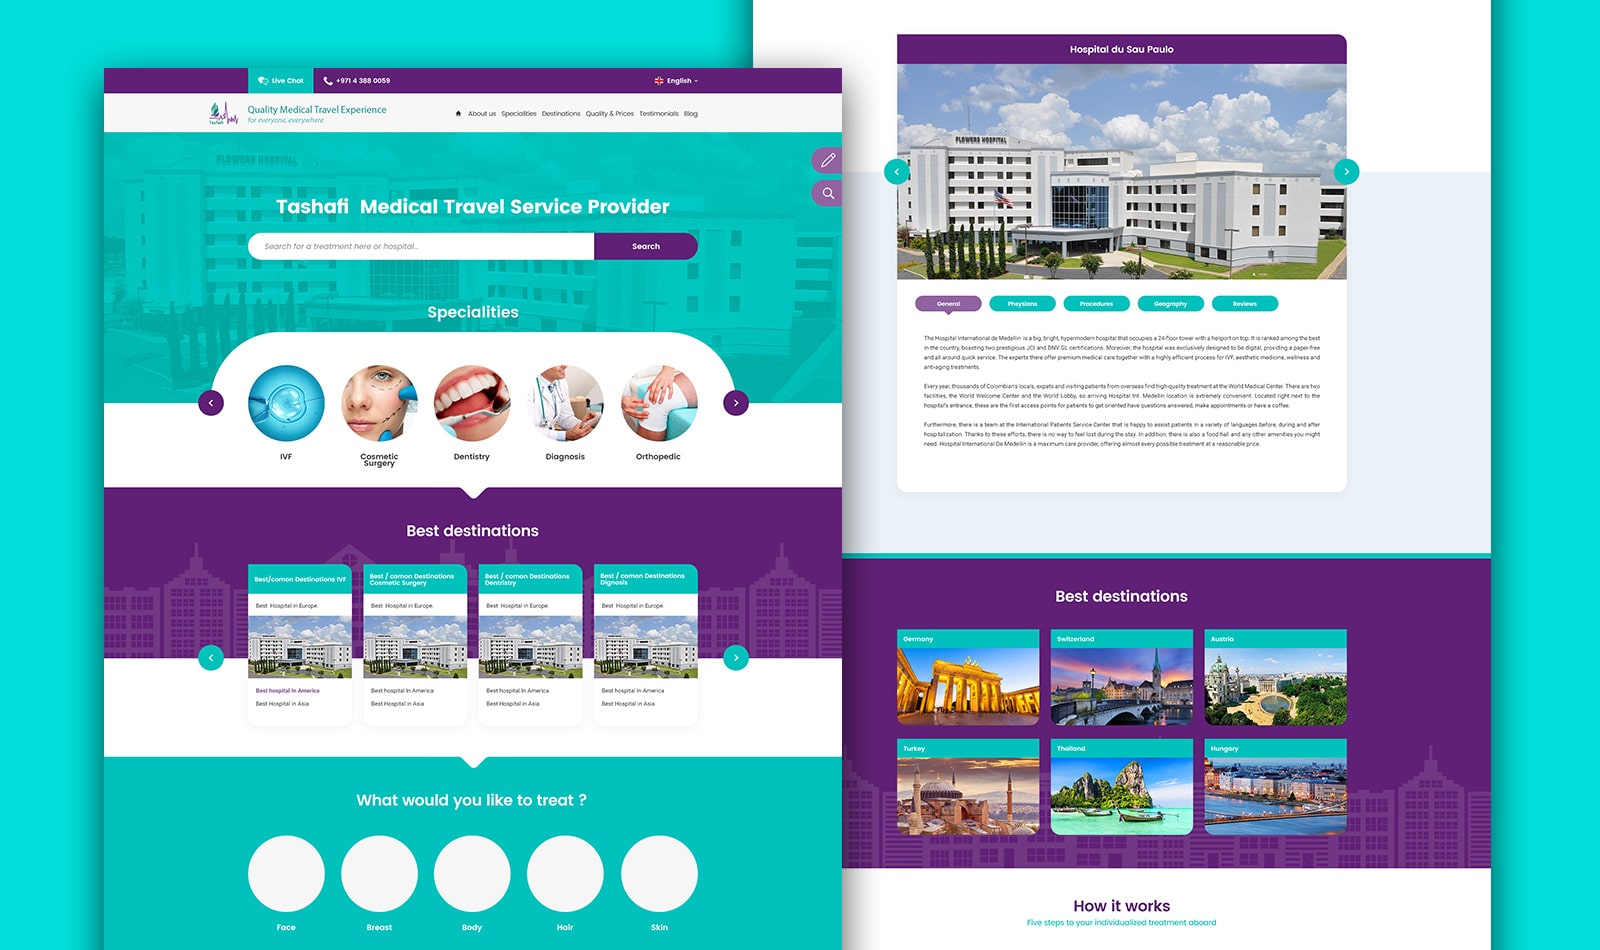 Live Chat
+971 4 388 0059
English
Tashafi
Quality Medical Travel Experience
for everyone, everywhere
About us Specialities Destinations Quality & Prices Testimonials Blog
FLOWERS HOSPITAL
Tashafi Medical Travel Service Provider
Search for a treatment here or hospital...
Search
Specialities
IVF
Cosmetic
Surgery
Dentistry
Diagnosis
Orthopedic
Best destinations
Best/comon Destinations IVF
Best Hospital in Europe.
Best hospital In America
Best Hospital in Asia
Best / comon Destinations
Cosmetic Surgery
Best Hospital in Europe.
Best hospital In America
Best Hospital in Asia
Best / comon Destinations
Dentristry
Best Hospital in Europe.
Best hospital In America
Best Hospital in Asia
Best / comon Destinations
Dignosis
Best Hospital in Europe.
Best hospital In America
Best Hospital in Asia
What would you like to treat ?
Face
Breast
Body
Hair
Skin
Hospital du Sau Paulo
FLOWERS HOSPITAL
General
Phsysians
Procedures
Geography
Reviews
The Hospital International de Medellin is a big, bright, hypermodern hospital that occupies a 24-floor tower with a heliport on top. It is ranked among the best
in the country, boasting two prestigious JCI and DNV GL certifications. Moreover, the hospital was exclusively designed to be digital, providing a paper-free
and all around quick service. The experts there offer premium medical care together with a highly efficient process for IVF, aesthetic medicine, wellness and
anti-aging treatments.
Every year, thousands of Colombian's locals, expats and visiting patients from overseas find high-quality treatment at the World Medical Center. There are two
facilities, the World Welcome Center and the World Lobby, so arriving Hospital Int. Medellin location is extremely convenient. Located right next to the
hospital's entrance, these are the first access points for patients to get oriented have questions answered, make appointments or have a coffee.
Furthermore, there is a team at the International Patients Service Center that is happy to assist patients in a variety of languages before, during and after
hospitalization. Thanks to these efforts, there is no way to feel lost during the stay. In addition, there is also a food hall and any other amenities you might
need. Hospital International De Medellin is a maximum care provider, offering almost every possible treatment at a reasonable price.
Best destinations
Germany
Switzerland
Austria
Turkey
Thailand
Hungary
How it works
Five steps to your individualized treatment aboard